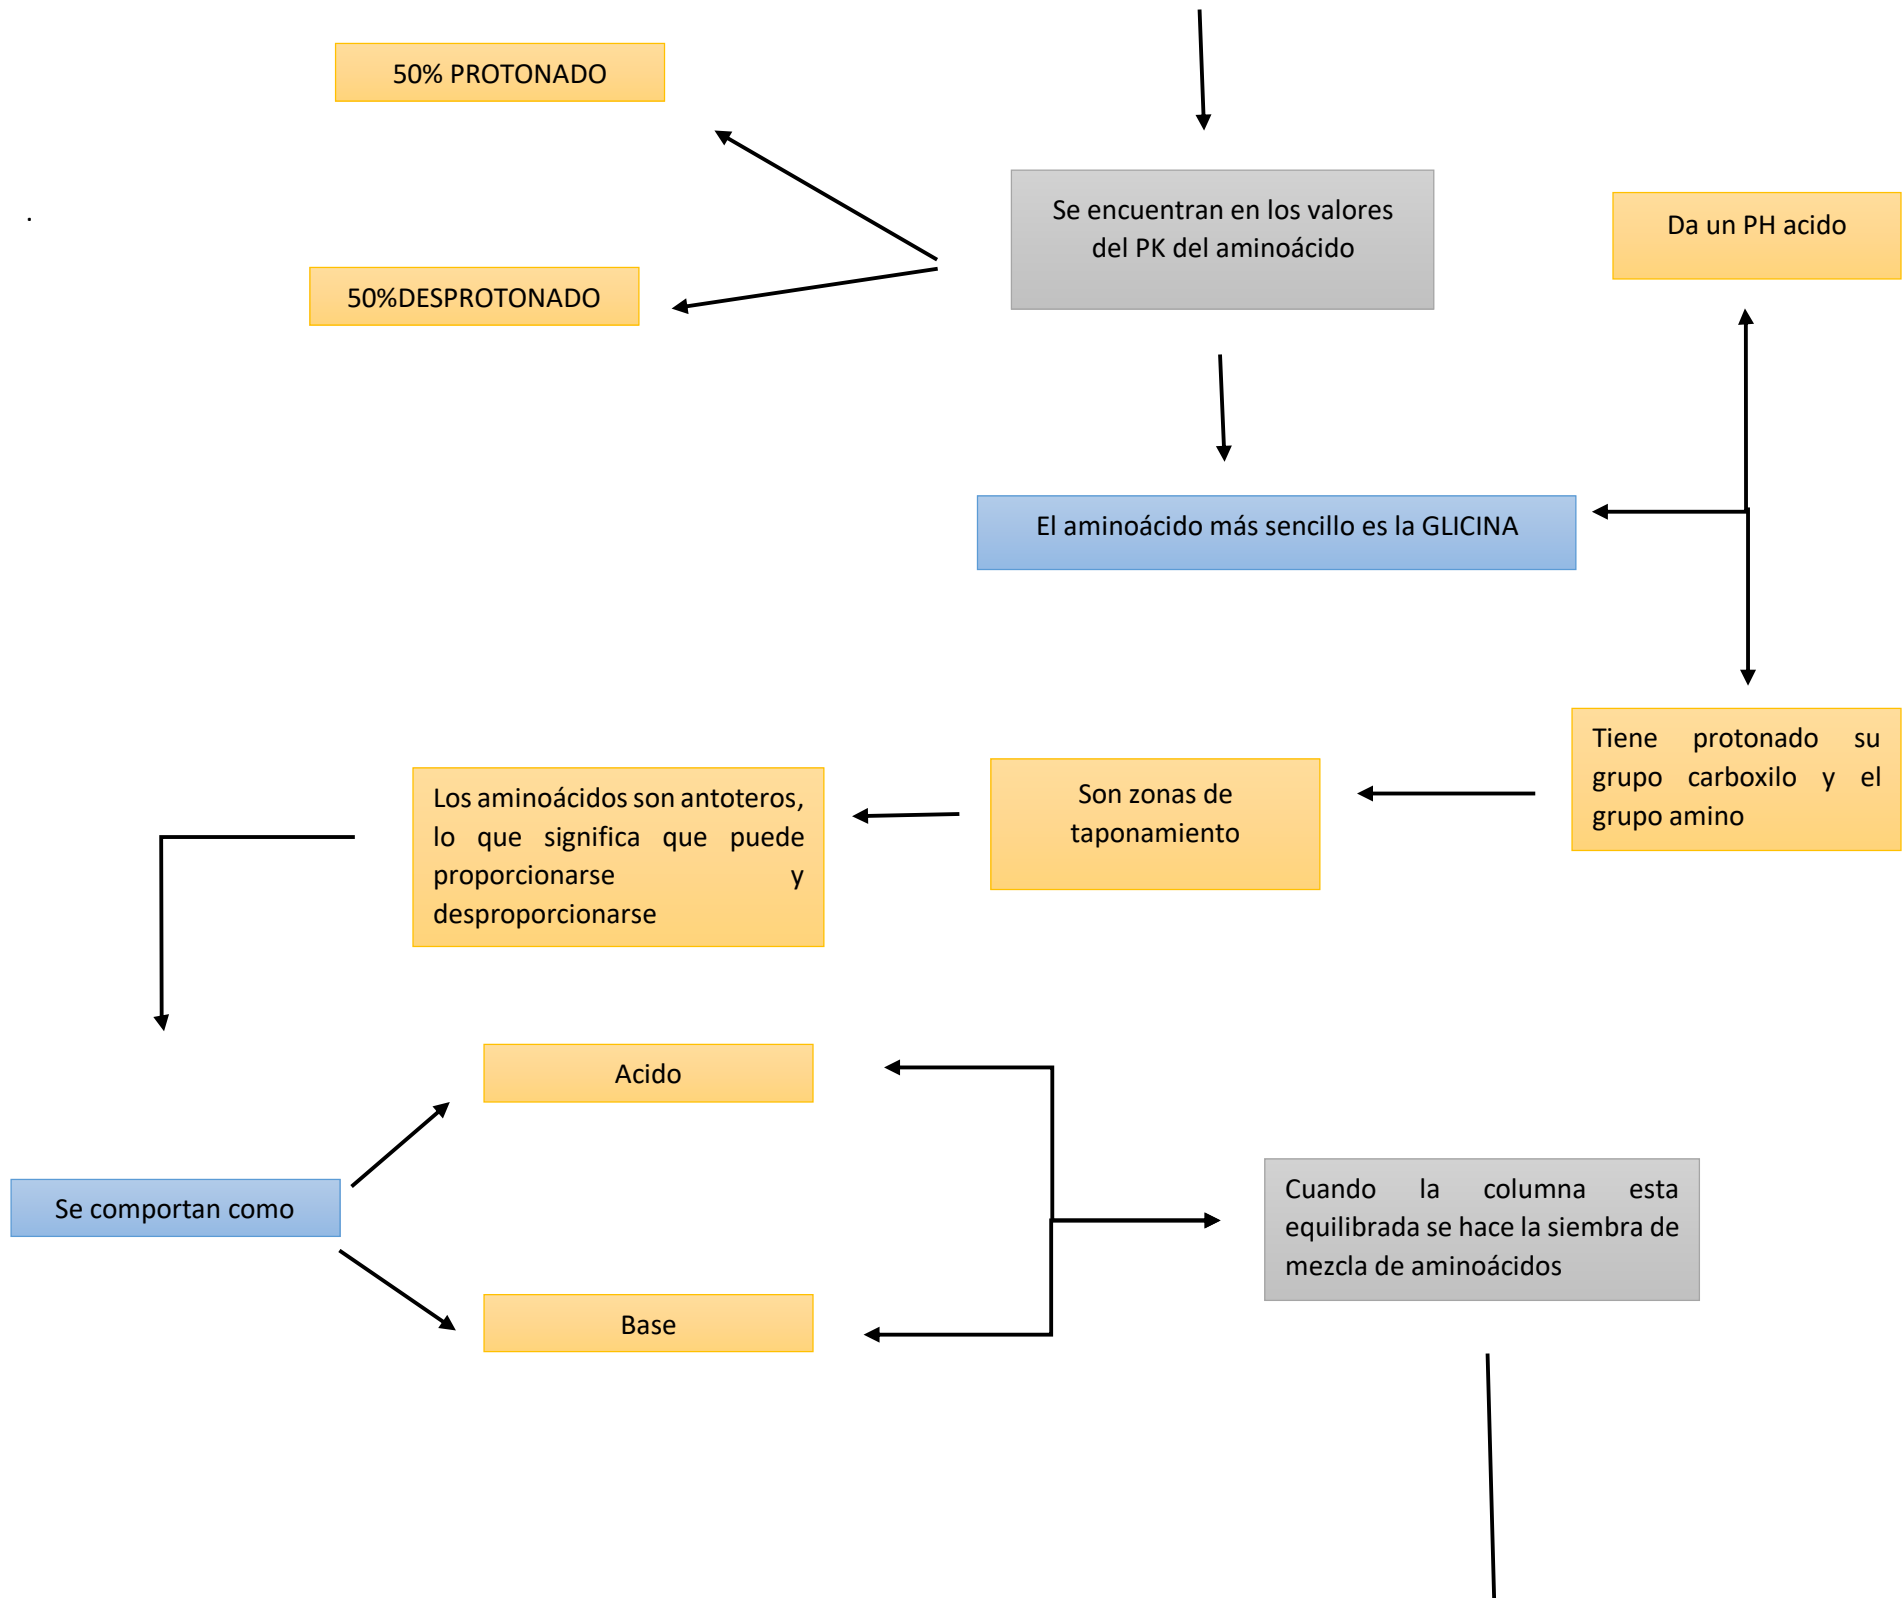 50% PROTONADO
Se encuentran en los valores
del PK del aminoácido
Da un PH acido
.
50%DESPROTONADO
El aminoácido más sencillo es la GLICINA
Tiene protonado su
grupo carboxilo y el
grupo amino
Son zonas de
taponamiento
Los aminoácidos son antoteros,
lo que significa que puede
proporcionarse y
desproporcionarse
Acido
Se comportan como
Base
Cuando la columna esta
equilibrada se hace la siembra de
mezcla de aminoácidos